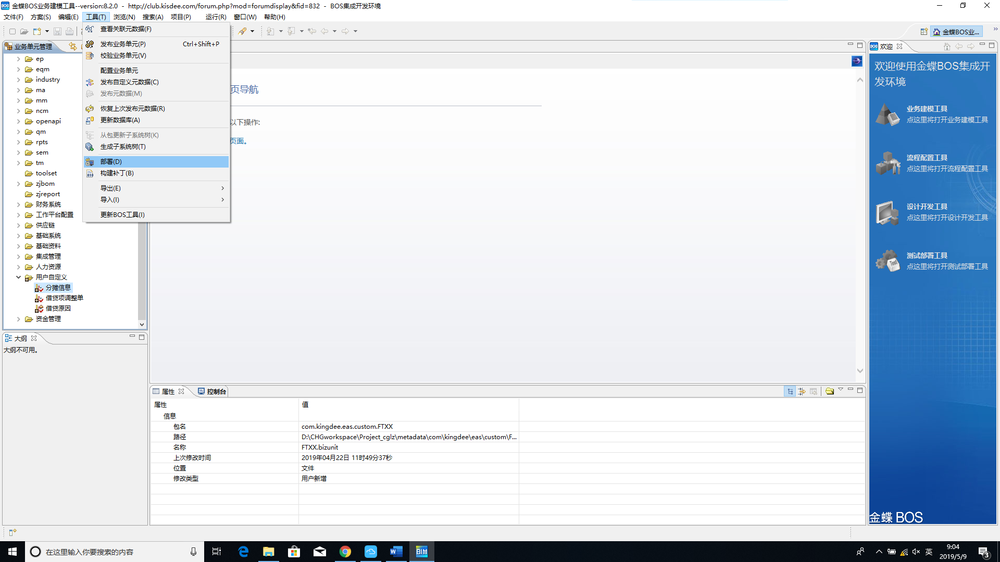 金蝶BOS业务建模工具--version:8.2.0 - http://club.kisdee.com/forum.php?mod=forumdisplay&fid=832 - BOS集成开发环境
文件(F) 方案(S) 编辑(E) 工具(T) 浏览(N) 搜索(A) 项目(P) 运行(R) 窗口(W) 帮助(H)
金蝶BOS业...
业务单元管理
ep
eqm
industry
ma
mm
ncm
openapi
qm
rpts
sem
tm
toolset
zjbom
zjreport
财务系统
工作平台配置
供应链
基础系统
基础资料
集成管理
人力资源
用户自定义
分摊信息
借贷项调整单
借贷原因
资金管理
查看关联元数据(F)
发布业务单元(P) Ctrl+Shift+P
校验业务单元(V)
配置业务单元
发布自定义元数据(C)
发布元数据(M)
恢复上次发布元数据(R)
更新数据库(A)
从包更新子系统树(K)
生成子系统树(T)
部署(D)
构建补丁(B)
导出(E)
导入(I)
更新BOS工具(I)
页导航
以下操作:
页面。
大纲
大纲不可用。
属性 控制台
属性 值
信息
包名 com.kingdee.eas.custom.FTXX
路径 D:\CHGworkspace\Project_cglz\metadata\com\kingdee\eas\custom\F...
名称 FTXX.bizunit
上次修改时间 2019年04月22日 11时49分37秒
位置 文件
修改类型 用户新增
BOS 欢迎
欢迎使用金蝶BOS集成开
发环境
业务建模工具
点这里将打开业务建模工具
流程配置工具
点这里将打开流程配置工具
设计开发工具
点这里将打开设计开发工具
Test
测试部署工具
点这里将打开测试部署工具
金蝶 BOS
在这里输入你要搜索的内容
BIM
英
9:04
2019/5/9
3